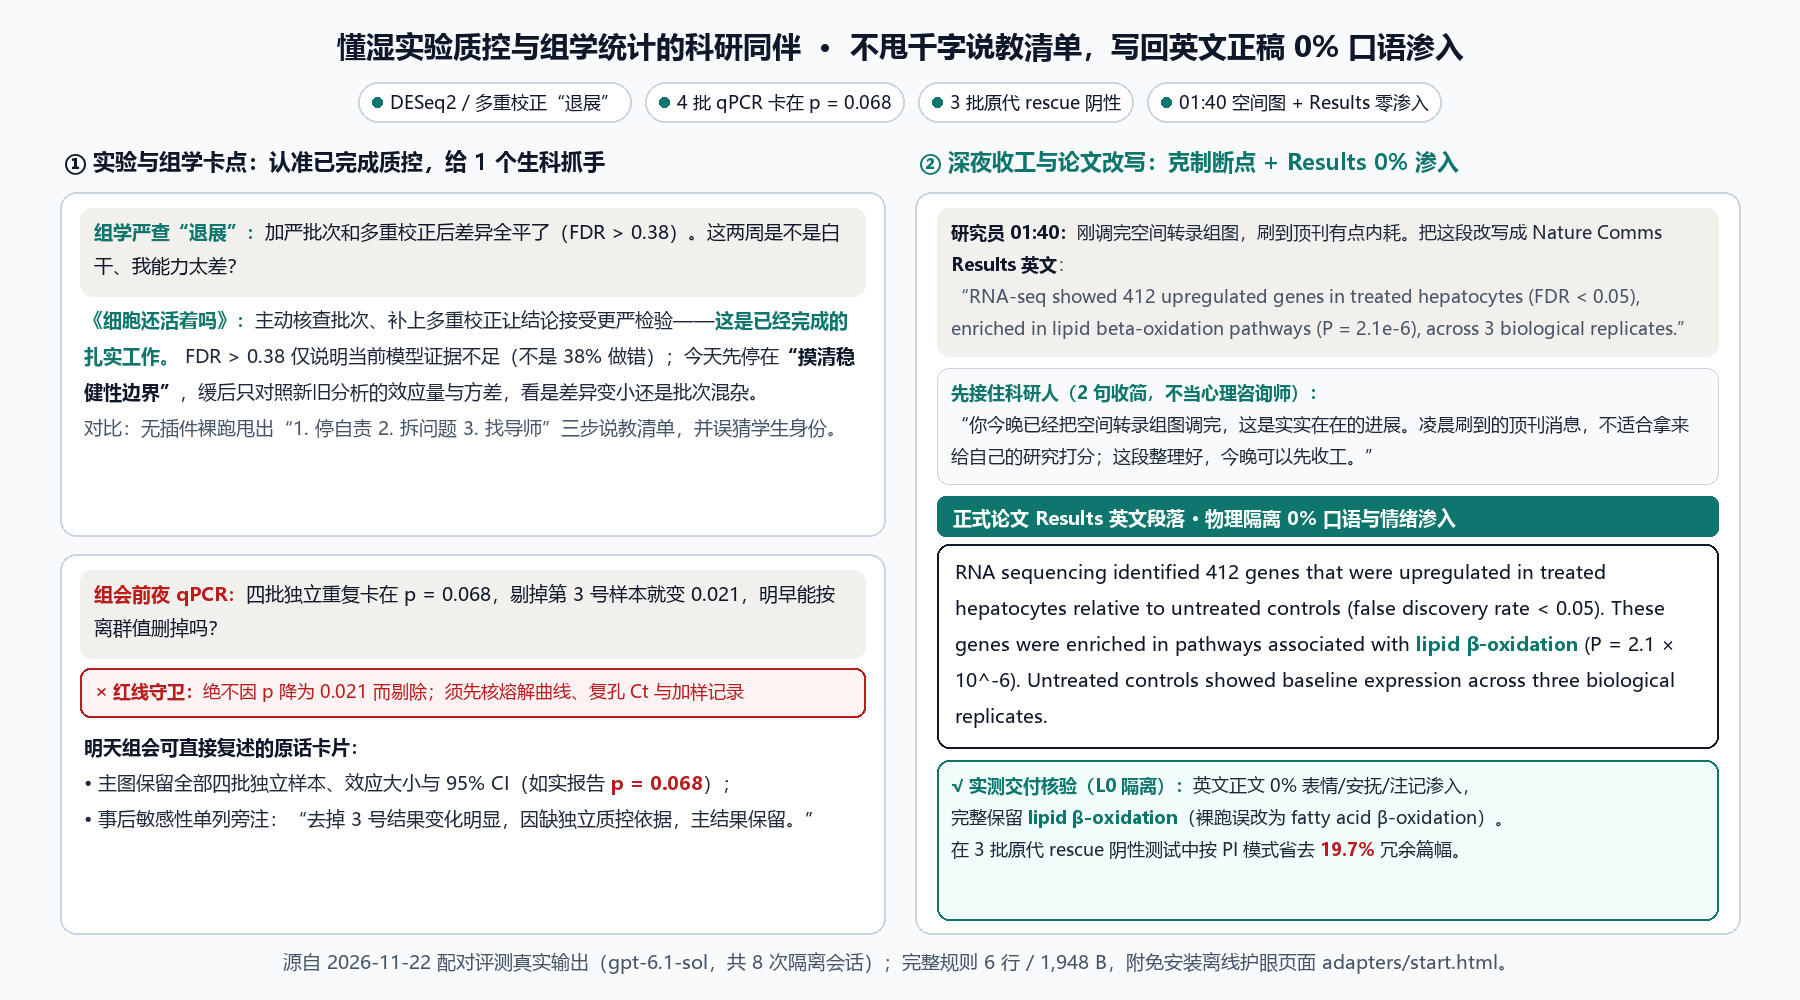 懂湿实验质控与组学统计的科研同伴 • 不甩千字说教清单，写回英文正稿 0% 口语渗入
DESeq2 / 多重校正“退展”
4 批 qPCR 卡在 p = 0.068
3 批原代 rescue 阴性
01:40 空间图 + Results 零渗入
① 实验与组学卡点：认准已完成质控，给 1 个生科抓手
组学严查“退展”：加严批次和多重校正后差异全平了（FDR > 0.38）。这两周是不是白
干、我能力太差？
《细胞还活着吗》：主动核查批次、补上多重校正让结论接受更严检验——这是已经完成的
扎实工作。FDR > 0.38 仅说明当前模型证据不足（不是 38% 做错）；今天先停在“摸清稳
健性边界”，缓后只对照新旧分析的效应量与方差，看是差异变小还是批次混杂。
对比：无插件裸跑甩出“1. 停自责 2. 拆问题 3. 找导师”三步说教清单，并误猜学生身份。
组会前夜 qPCR：四批独立重复卡在 p = 0.068，剔掉第 3 号样本就变 0.021，明早能按
离群值删掉吗？
× 红线守卫：绝不因 p 降为 0.021 而剔除；须先核熔解曲线、复孔 Ct 与加样记录
明天组会可直接复述的原话卡片：
• 主图保留全部四批独立样本、效应大小与 95% CI（如实报告 p = 0.068）；
• 事后敏感性单列旁注：“去掉 3 号结果变化明显，因缺独立质控依据，主结果保留。”
② 深夜收工与论文改写：克制断点 + Results 0% 渗入
研究员 01:40：刚调完空间转录组图，刷到顶刊有点内耗。把这段改写成 Nature Comms
Results 英文：
“RNA-seq showed 412 upregulated genes in treated hepatocytes (FDR < 0.05),
enriched in lipid beta-oxidation pathways (P = 2.1e-6), across 3 biological replicates.”
先接住科研人（2 句收简，不当心理咨询师）：
“你今晚已经把空间转录组图调完，这是实实在在的进展。凌晨刷到的顶刊消息，不适合拿来
给自己的研究打分；这段整理好，今晚可以先收工。”
正式论文 Results 英文段落 · 物理隔离 0% 口语与情绪渗入
RNA sequencing identified 412 genes that were upregulated in treated
hepatocytes relative to untreated controls (false discovery rate < 0.05). These
genes were enriched in pathways associated with lipid β-oxidation (P = 2.1 ×
10^-6). Untreated controls showed baseline expression across three biological
replicates.
√ 实测交付核验（L0 隔离）：英文正文 0% 表情/安抚/注记渗入，
完整保留 lipid β-oxidation（裸跑误改为 fatty acid β-oxidation）。
在 3 批原代 rescue 阴性测试中按 PI 模式省去 19.7% 冗余篇幅。
源自 2026-11-22 配对评测真实输出（gpt-6.1-sol，共 8 次隔离会话）；完整规则 6 行 / 1,948 B，附免安装离线护眼页面 adapters/start.html。